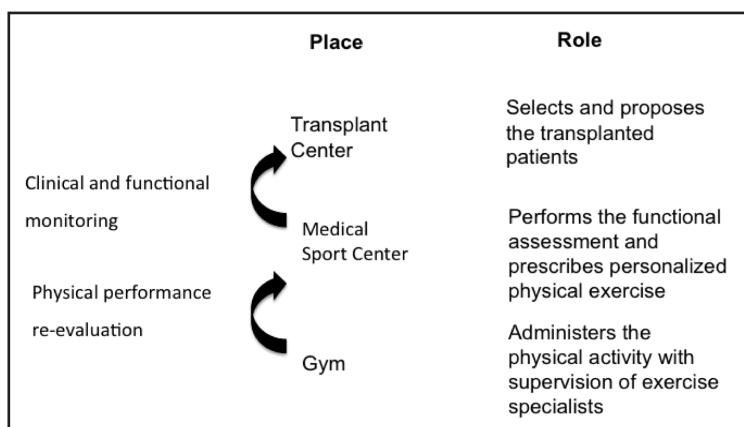 Place
Role
Transplant
Center
Selects and proposes
the transplanted
patients
Clinical and functional
monitoring
Medical
Sport Center
Performs the functional
assessment and
prescribes personalized
physical exercise
Physical performance
re-evaluation
Gym
Administers the
physical activity with
supervision of exercise
specialists